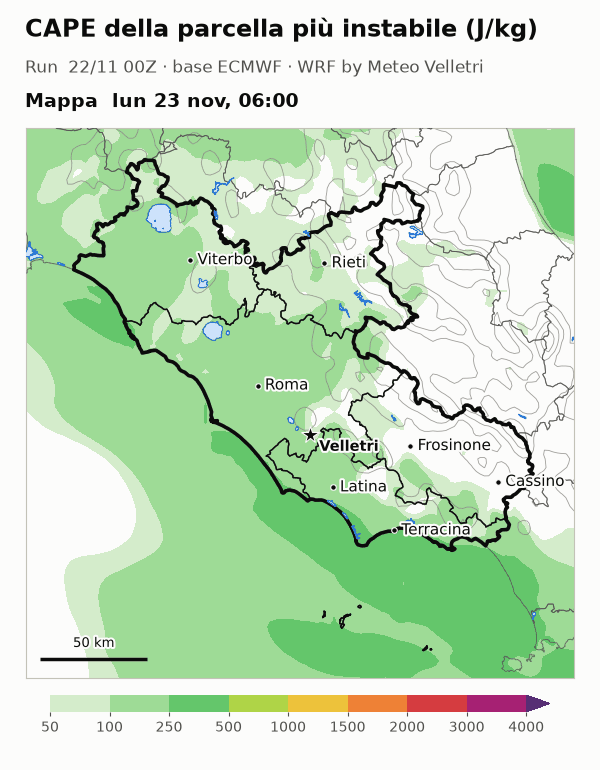 CAPE della parcella più instabile (J/kg)
Run  22/11 00Z · base ECMWF · WRF by Meteo Velletri
Mappa  lun 23 nov, 06:00
Viterbo
Rieti
Roma
Velletri
Frosinone
Cassino
Latina
Terracina
50 km
50 100 250 500 1000 1500 2000 3000 4000